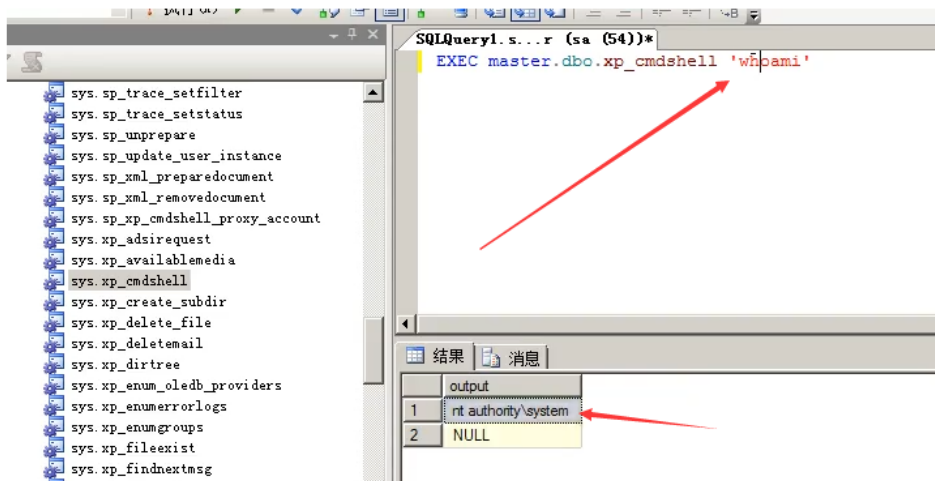 SQLQuery1.s...r (sa (54))*
EXEC master.dbo.xp_cmdshell 'whoami'
sys.sp_trace_setfilter
sys.sp_trace_setstatus
sys.sp_unprepare
sys.sp_update_user_instance
sys.sp_xml_preparedocument
sys.sp_xml_removedocument
sys.sp_xp_cmdshell_proxy_account
sys.xp_adsirequest
sys.xp_availablemedia
sys.xp_cmdshell
sys.xp_create_subdir
sys.xp_delete_file
sys.xp_deletemail
sys.xp_dirtree
sys.xp_enum_oledb_providers
sys.xp_enumerrorlogs
sys.xp_enumgroups
sys.xp_fileexist
sys.xp_findnextmsg
结果 消息
output
1 nt authority\system
2 NULL